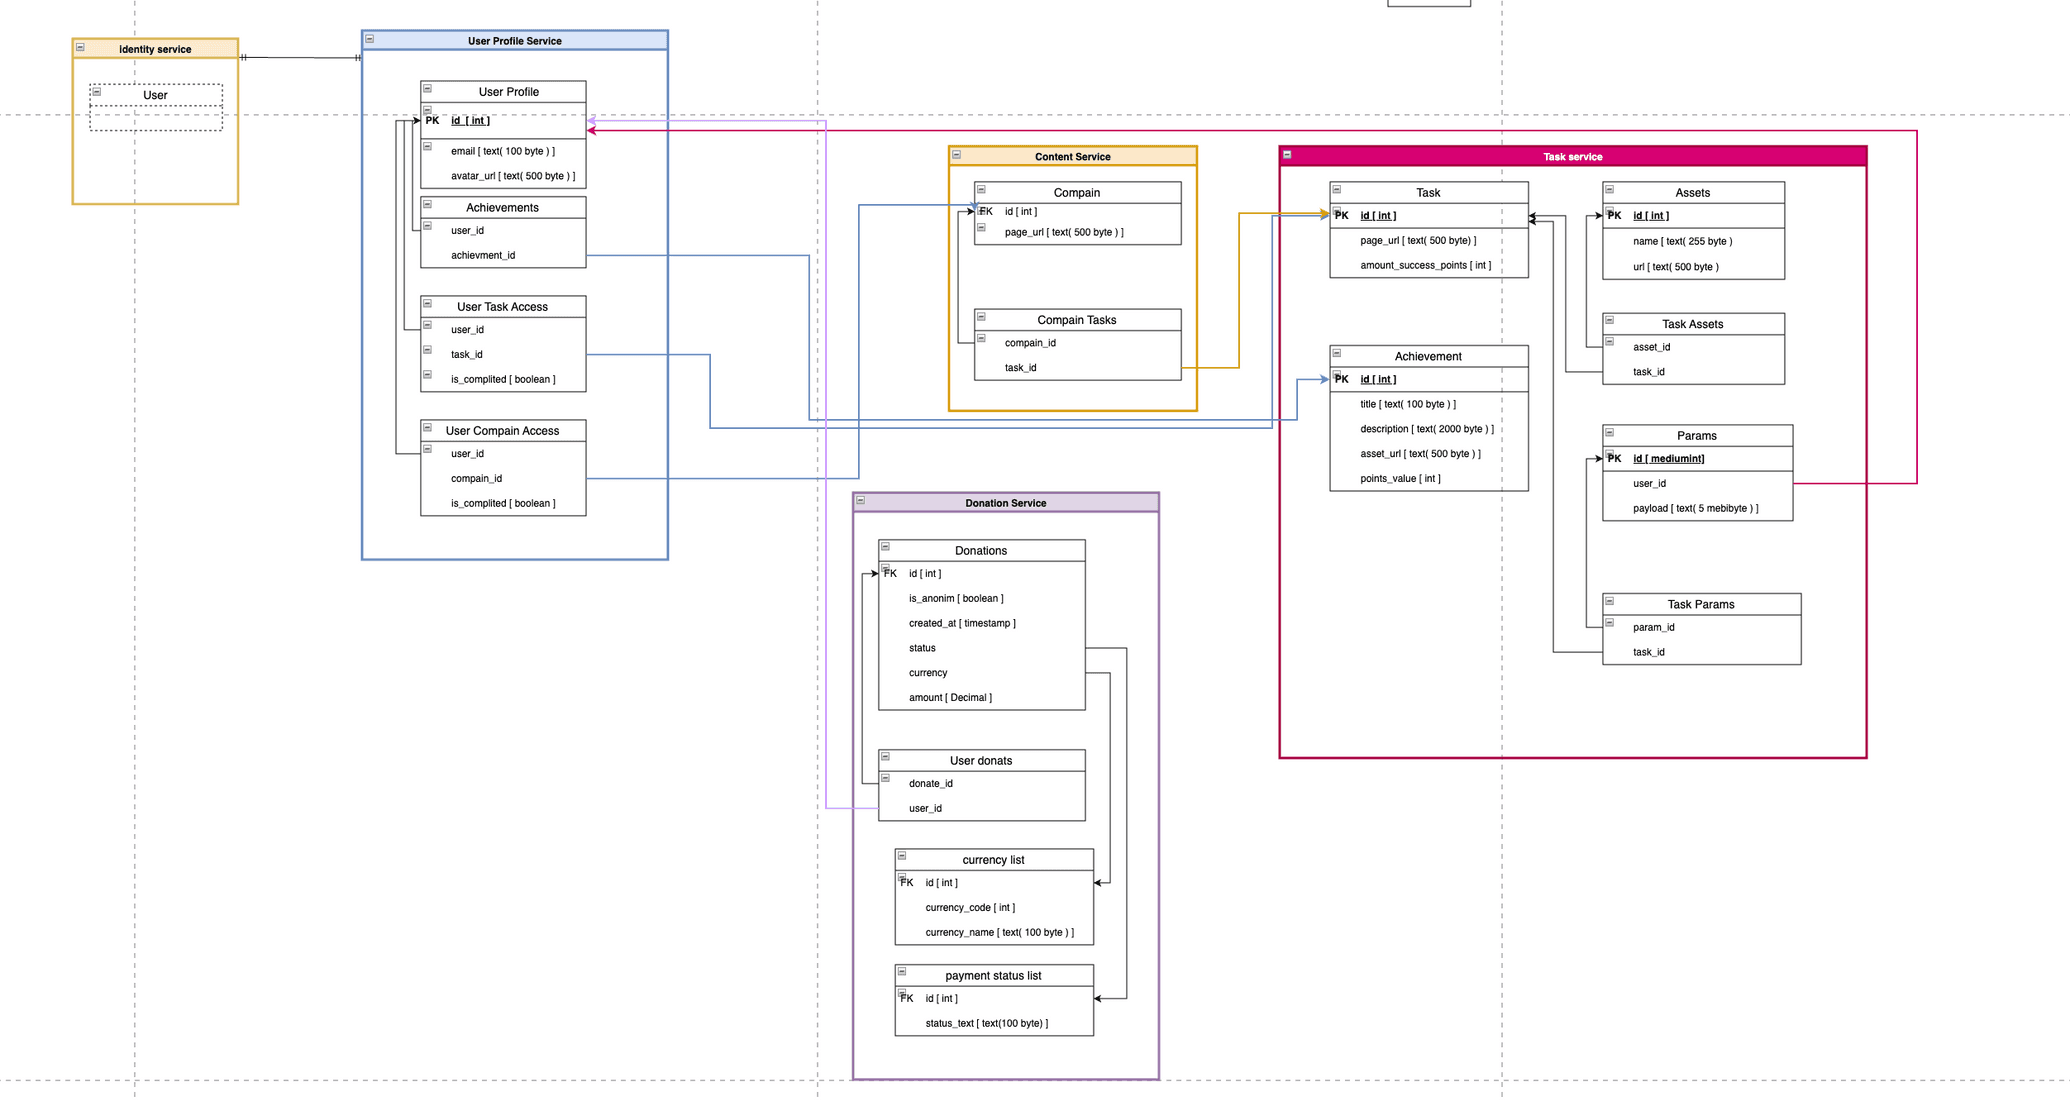 identity service
User
User Profile Service
User Profile
PK id [ int ]
email [ text( 100 byte ) ]
avatar_url [ text( 500 byte ) ]
Achievements
user_id
achievment_id
User Task Access
user_id
task_id
is_complited [ boolean ]
User Compain Access
user_id
compain_id
is_complited [ boolean ]
Content Service
Compain
FK id [ int ]
page_url [ text( 500 byte ) ]
Compain Tasks
compain_id
task_id
Donation Service
Donations
FK id [ int ]
is_anonim [ boolean ]
created_at [ timestamp ]
status
currency
amount [ Decimal ]
User donats
donate_id
user_id
currency list
FK id [ int ]
currency_code [ int ]
currency_name [ text( 100 byte ) ]
payment status list
FK id [ int ]
status_text [ text(100 byte) ]
Task service
Task
PK id [ int ]
page_url [ text( 500 byte) ]
amount_success_points [ int ]
Achievement
PK id [ int ]
title [ text( 100 byte ) ]
description [ text( 2000 byte ) ]
asset_url [ text( 500 byte ) ]
points_value [ int ]
Assets
PK id [ int ]
name [ text( 255 byte )
url [ text( 500 byte )
Task Assets
asset_id
task_id
Params
PK id [ mediumint]
user_id
payload [ text( 5 mebibyte ) ]
Task Params
param_id
task_id